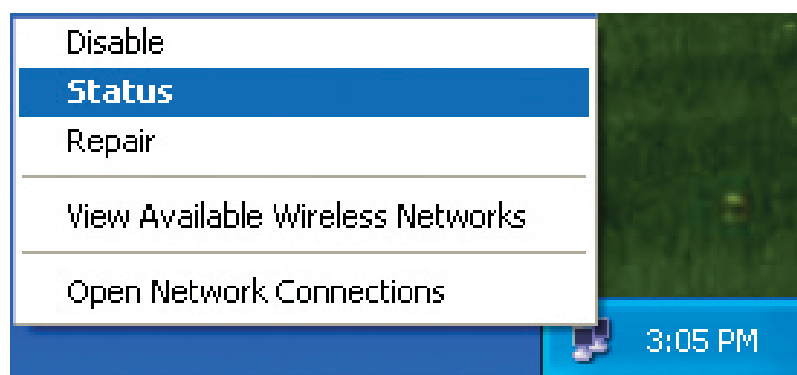 Disable
Status
Repair
View Available Wireless Networks
Open Network Connections
3:05 PM